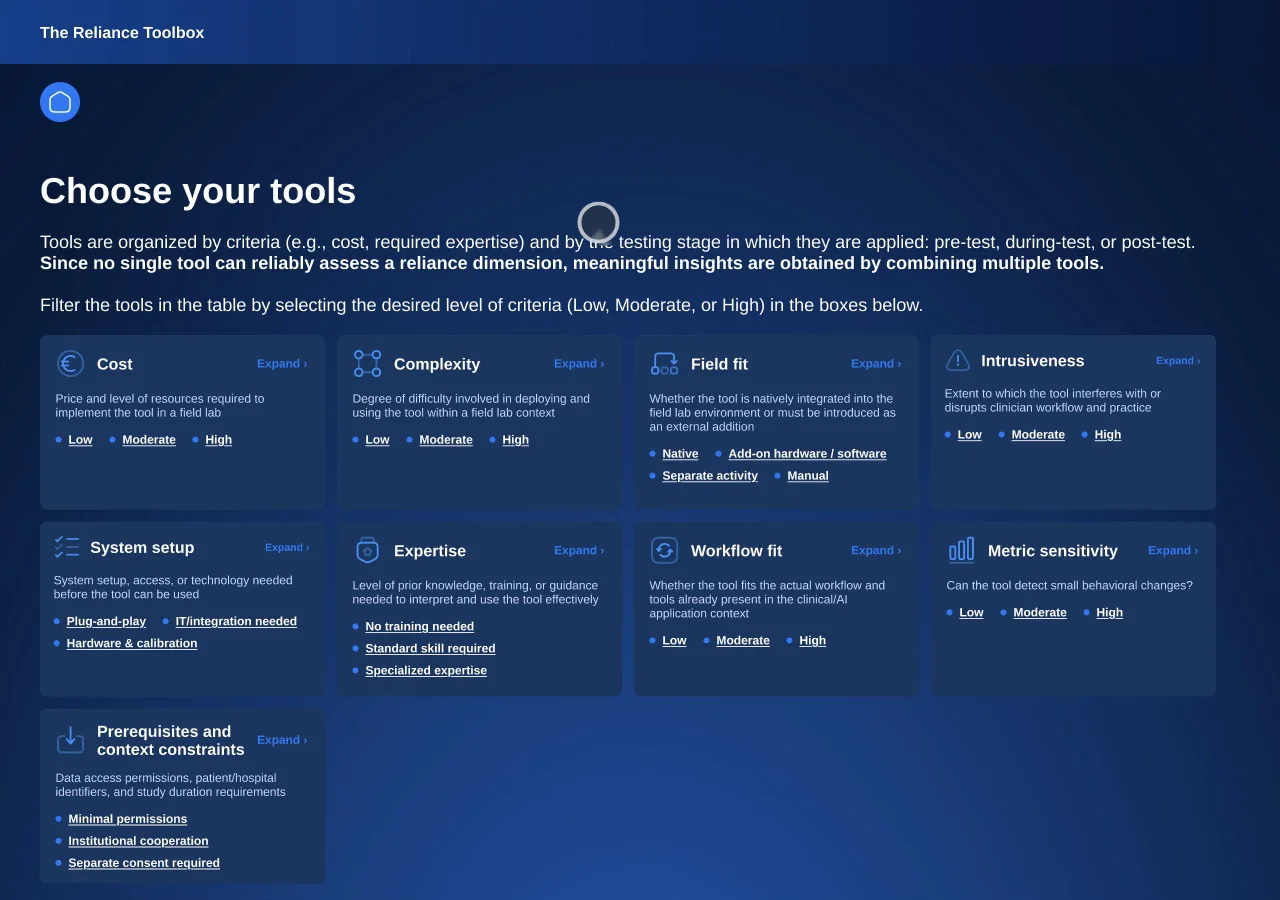 The Reliance Toolbox
Choose your tools
Tools are organized by criteria (e.g., cost, required expertise) and by the testing stage in which they are applied: pre-test, during-test, or post-test.
Since no single tool can reliably assess a reliance dimension, meaningful insights are obtained by combining multiple tools.
Filter the tools in the table by selecting the desired level of criteria (Low, Moderate, or High) in the boxes below.
Cost
Expand ›
Price and level of resources required to
implement the tool in a field lab
Low Moderate High
Complexity
Expand ›
Degree of difficulty involved in deploying and
using the tool within a field lab context
Low Moderate High
Field fit
Expand ›
Whether the tool is natively integrated into the
field lab environment or must be introduced as
an external addition
Native Add-on hardware / software
Separate activity Manual
Intrusiveness
Expand ›
Extent to which the tool interferes with or
disrupts clinician workflow and practice
Low Moderate High
System setup
Expand ›
System setup, access, or technology needed
before the tool can be used
Plug-and-play IT/integration needed
Hardware & calibration
Expertise
Expand ›
Level of prior knowledge, training, or guidance
needed to interpret and use the tool effectively
No training needed
Standard skill required
Specialized expertise
Workflow fit
Expand ›
Whether the tool fits the actual workflow and
tools already present in the clinical/AI
application context
Low Moderate High
Metric sensitivity
Expand ›
Can the tool detect small behavioral changes?
Low Moderate High
Prerequisites and
context constraints
Expand ›
Data access permissions, patient/hospital
identifiers, and study duration requirements
Minimal permissions
Institutional cooperation
Separate consent required